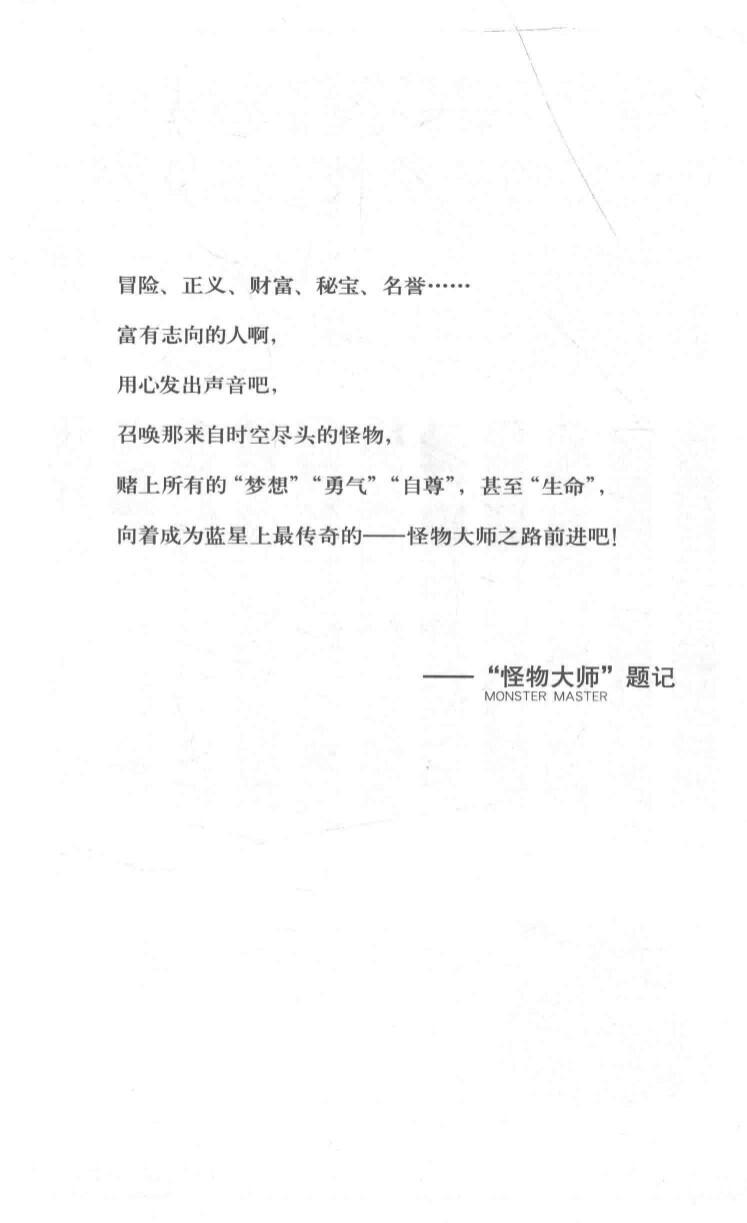 冒险、正义、财富、秘宝、名誉……
富有志向的人啊，
用心发出声音吧，
召唤那来自时空尽头的怪物，
赌上所有的“梦想”“勇气”“自尊”，甚至“生命”，
向着成为蓝星上最传奇的——怪物大师之路前进吧！
——“怪物大师”题记
MONSTER MASTER